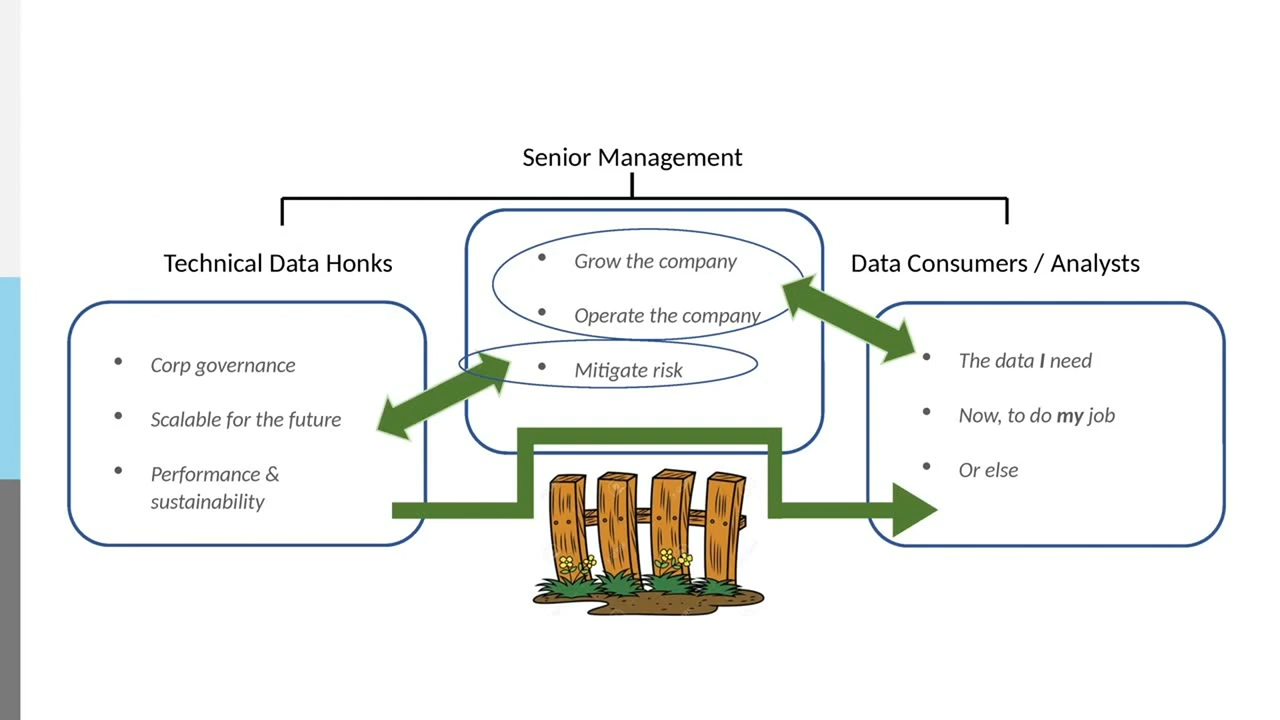 Senior Management
Technical Data Honks
Corp governance
Scalable for the future
Performance &
sustainability
Grow the company
Operate the company
Mitigate risk
Data Consumers / Analysts
The data I need
Now, to do my job
Or else